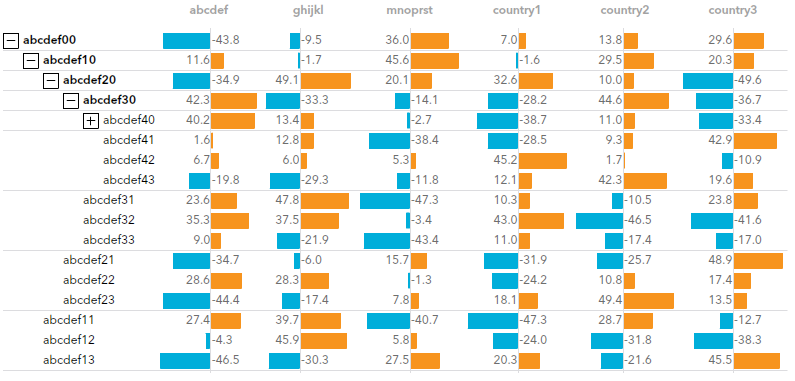 abcdef ghijkl mnoprst country1 country2 country3
abcdef00 -43.8 -9.5 36.0 7.0 13.8 29.6
abcdef10 11.6 -1.7 45.6 -1.6 29.5 20.3
abcdef20 -34.9 49.1 20.1 32.6 10.0 -49.6
abcdef30 42.3 -33.3 -14.1 -28.2 44.6 -36.7
abcdef40 40.2 13.4 -2.7 -38.7 11.0 -33.4
abcdef41 1.6 12.8 -38.4 -28.5 9.3 42.9
abcdef42 6.7 6.0 5.3 45.2 1.7 -10.9
abcdef43 -19.8 -29.3 -11.8 12.1 42.3 19.6
abcdef31 23.6 47.8 -47.3 10.3 -10.5 23.8
abcdef32 35.3 37.5 -3.4 43.0 -46.5 -41.6
abcdef33 9.0 -21.9 -43.4 11.0 -17.4 -17.0
abcdef21 -34.7 -6.0 15.7 -31.9 -25.7 48.9
abcdef22 28.6 28.3 -1.3 -24.2 10.8 17.4
abcdef23 -44.4 -17.4 7.8 18.1 49.4 13.5
abcdef11 27.4 39.7 -40.7 -47.3 28.7 -12.7
abcdef12 -4.3 45.9 5.8 -24.0 -31.8 -38.3
abcdef13 -46.5 -30.3 27.5 20.3 -21.6 45.5